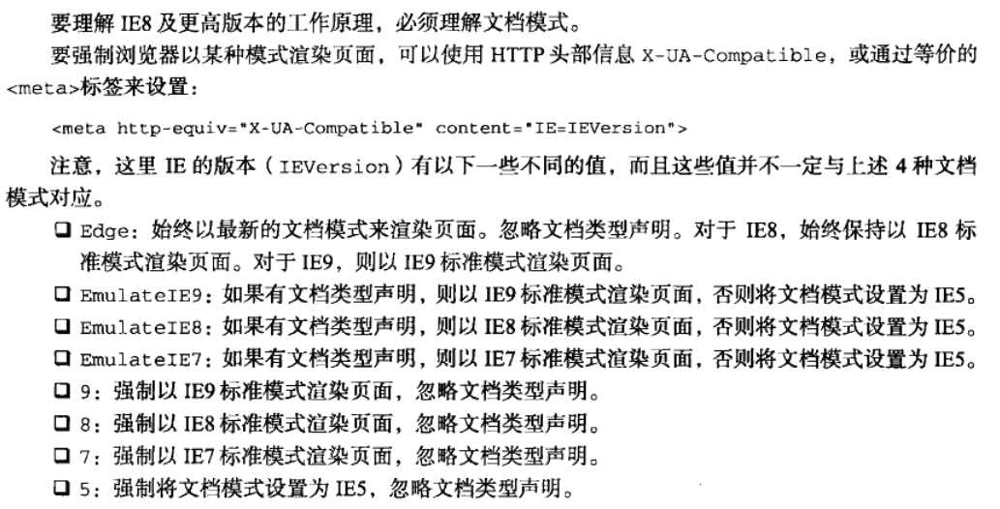 要理解 IE8 及更高版本的工作原理，必须理解文档模式。
要强制浏览器以某种模式渲染页面，可以使用 HTTP 头部信息 X-UA-Compatible，或通过等价的
<meta>标签来设置：
<meta http-equiv="X-UA-Compatible" content="IE=IEVersion">
注意，这里 IE 的版本（IEVersion）有以下一些不同的值，而且这些值并不一定与上述 4 种文档
模式对应。
❑ Edge：始终以最新的文档模式来渲染页面。忽略文档类型声明。对于 IE8，始终保持以 IE8 标
准模式渲染页面。对于 IE9，则以 IE9 标准模式渲染页面。
❑ EmulateIE9：如果有文档类型声明，则以 IE9 标准模式渲染页面，否则将文档模式设置为 IE5。
❑ EmulateIE8：如果有文档类型声明，则以 IE8 标准模式渲染页面，否则将文档模式设置为 IE5。
❑ EmulateIE7：如果有文档类型声明，则以 IE7 标准模式渲染页面，否则将文档模式设置为 IE5。
❑ 9：强制以 IE9 标准模式渲染页面，忽略文档类型声明。
❑ 8：强制以 IE8 标准模式渲染页面，忽略文档类型声明。
❑ 7：强制以 IE7 标准模式渲染页面，忽略文档类型声明。
❑ 5：强制将文档模式设置为 IE5，忽略文档类型声明。